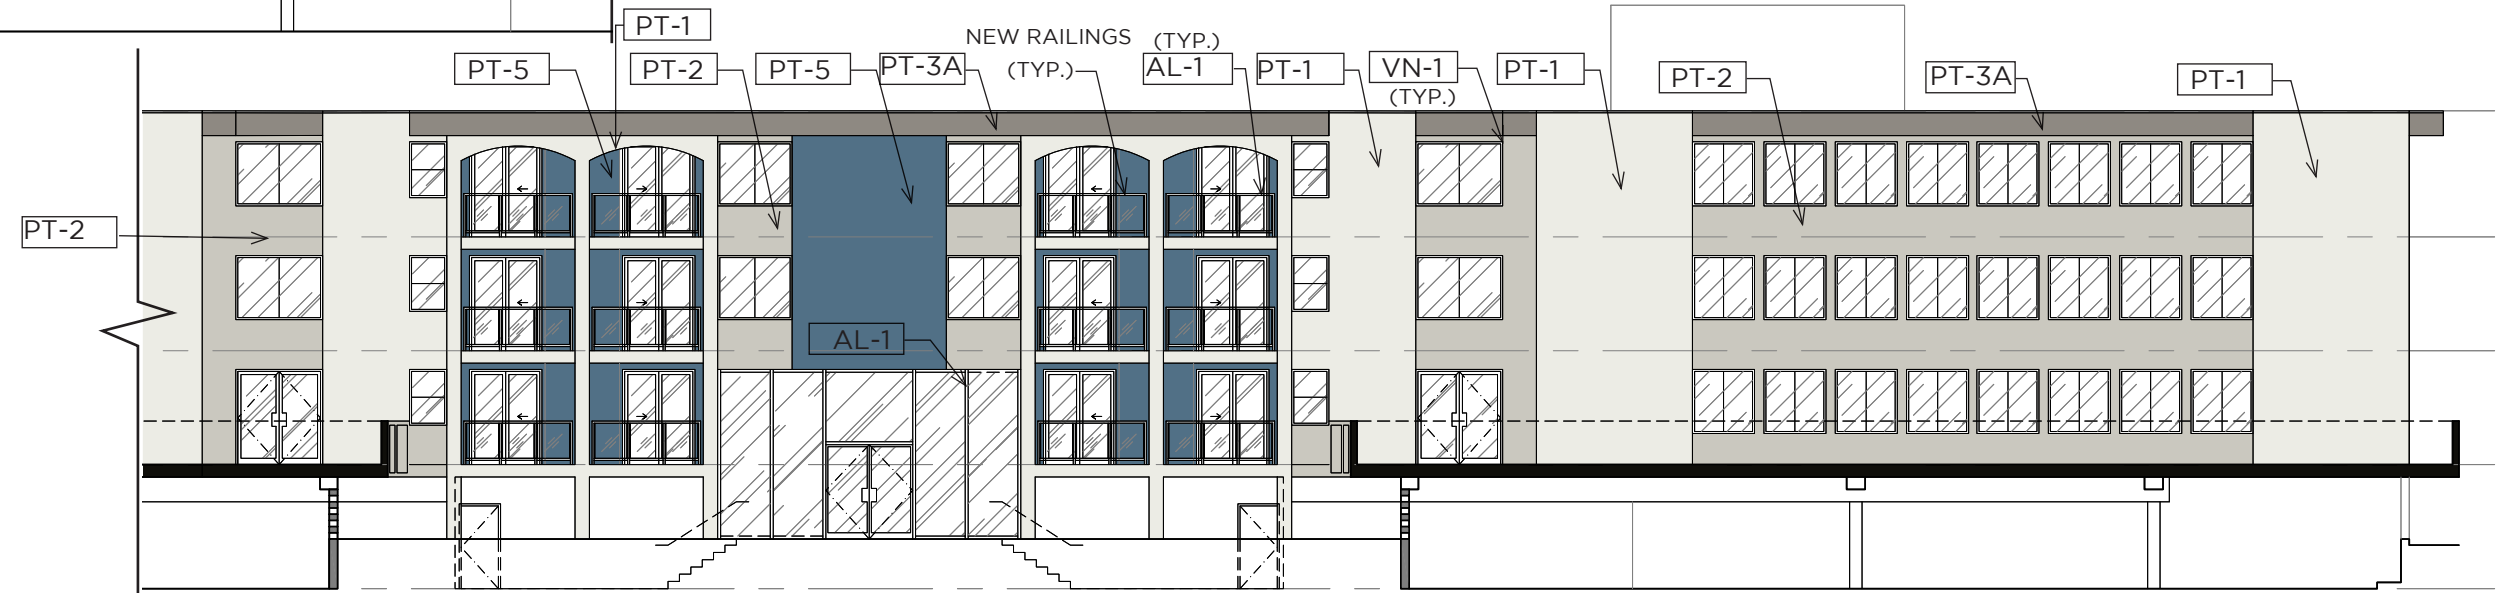 PT-1
NEW RAILINGS
(TYP.)
(TYP.)
PT-5
PT-2
PT-5
PT-3A
AL-1
PT-1
VN-1
(TYP.)
PT-1
PT-2
PT-3A
PT-1
PT-2
AL-1